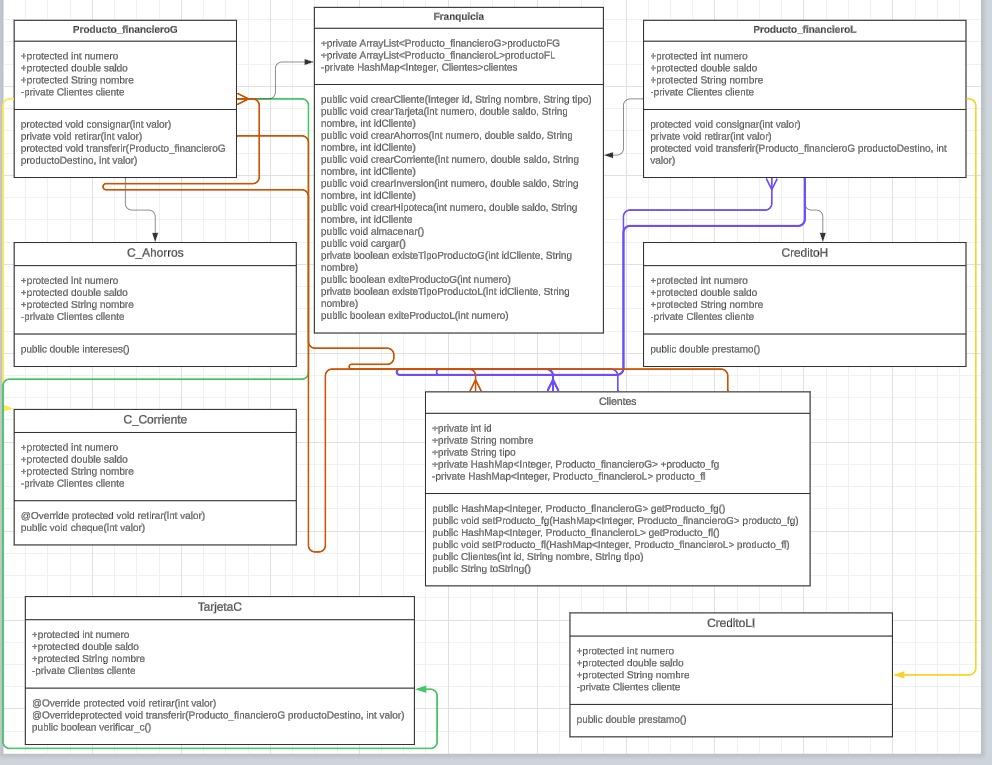 Producto_financieroG
+protected int numero
+protected double saldo
+protected String nombre
-private Clientes cliente
protected void consignar(int valor)
private void retirar(int valor)
protected void transferir(Producto_financieroG
productoDestino, int valor)
Franquicia
+private ArrayList<Producto_financieroG>productoFG
+private ArrayList<Producto_financieroL>productoFL
-private HashMap<Integer, Clientes>clientes
public void crearCliente(Integer id, String nombre, String tipo)
public void crearTarjeta(int numero, double saldo, String
nombre, int idCliente)
public void crearAhorros(int numero, double saldo, String
nombre, int idCliente)
public void crearCorriente(int numero, double saldo, String
nombre, int idCliente)
public void crearInversion(int numero, double saldo, String
nombre, int idCliente)
public void crearHipoteca(int numero, double saldo, String
nombre, int idCliente
public void almacenar()
public void cargar()
private boolean existeTipoProductoG(int idCliente, String
nombre)
public boolean exiteProductoG(int numero)
private boolean existeTipoProductoL(int idCliente, String
nombre)
public boolean exiteProductoL(int numero)
Producto_financieroL
+protected int numero
+protected double saldo
+protected String nombre
-private Clientes cliente
protected void consignar(int valor)
private void retirar(int valor)
protected void transferir(Producto_financieroG productoDestino, int
valor)
C_Ahorros
+protected int numero
+protected double saldo
+protected String nombre
-private Clientes cliente
public double intereses()
CreditoH
+protected int numero
+protected double saldo
+protected String nombre
-private Clientes cliente
public double prestamo()
C_Corriente
+protected int numero
+protected double saldo
+protected String nombre
-private Clientes cliente
@Override protected void retirar(int valor)
public void cheque(int valor)
Clientes
+private int id
+private String nombre
+private String tipo
+private HashMap<Integer, Producto_financieroG> +producto_fg
-private HashMap<Integer, Producto_financieroL> producto_fl
public HashMap<Integer, Producto_financieroG> getProducto_fg()
public void setProducto_fg(HashMap<Integer, Producto_financieroG> producto_fg)
public HashMap<Integer, Producto_financieroL> getProducto_fl()
public void setProducto_fl(HashMap<Integer, Producto_financieroL> producto_fl)
public Clientes(int id, String nombre, String tipo)
public String toString()
TarjetaC
+protected int numero
+protected double saldo
+protected String nombre
-private Clientes cliente
@Override protected void retirar(int valor)
@Overrideprotected void transferir(Producto_financieroG productoDestino, int valor)
public boolean verificar_c()
CreditoLI
+protected int numero
+protected double saldo
+protected String nombre
-private Clientes cliente
public double prestamo()